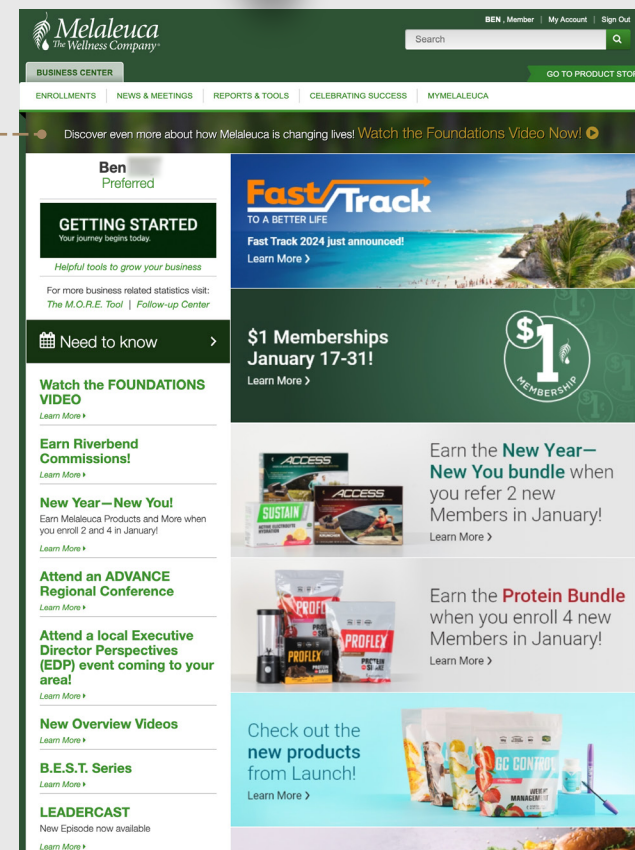 Melaleuca
The Wellness Company®
BEN , Member | My Account | Sign Out
Search
BUSINESS CENTER
GO TO PRODUCT STOR
ENROLLMENTS | NEWS & MEETINGS | REPORTS & TOOLS | CELEBRATING SUCCESS | MYMELALEUCA
Discover even more about how Melaleuca is changing lives! Watch the Foundations Video Now!
Ben
Preferred
GETTING STARTED
Your journey begins today.
Helpful tools to grow your business
For more business related statistics visit:
The M.O.R.E. Tool | Follow-up Center
Need to know
Watch the FOUNDATIONS
VIDEO
Learn More
Earn Riverbend
Commissions!
Learn More
New Year—New You!
Earn Melaleuca Products and More when
you enroll 2 and 4 in January!
Learn More
Attend an ADVANCE
Regional Conference
Learn More
Attend a local Executive
Director Perspectives
(EDP) event coming to your
area!
Learn More
New Overview Videos
Learn More
B.E.S.T. Series
Learn More
LEADERCAST
New Episode now available
Learn More
Fast Track
TO A BETTER LIFE
Fast Track 2024 just announced!
Learn More
$1 Memberships
January 17-31!
Learn More
$1
MEMBERSHIP
ACCESS
ACCESS
SUSTAIN
ACTIVE ELECTROLYTE
HYDRATION
Earn the New Year—
New You bundle when
you refer 2 new
Members in January!
Learn More
PROFLEX
PROFLEX
Earn the Protein Bundle
when you enroll 4 new
Members in January!
Learn More
Check out the
new products
from Launch!
Learn More
GC CONTROL
WEIGHT
MANAGEMENT